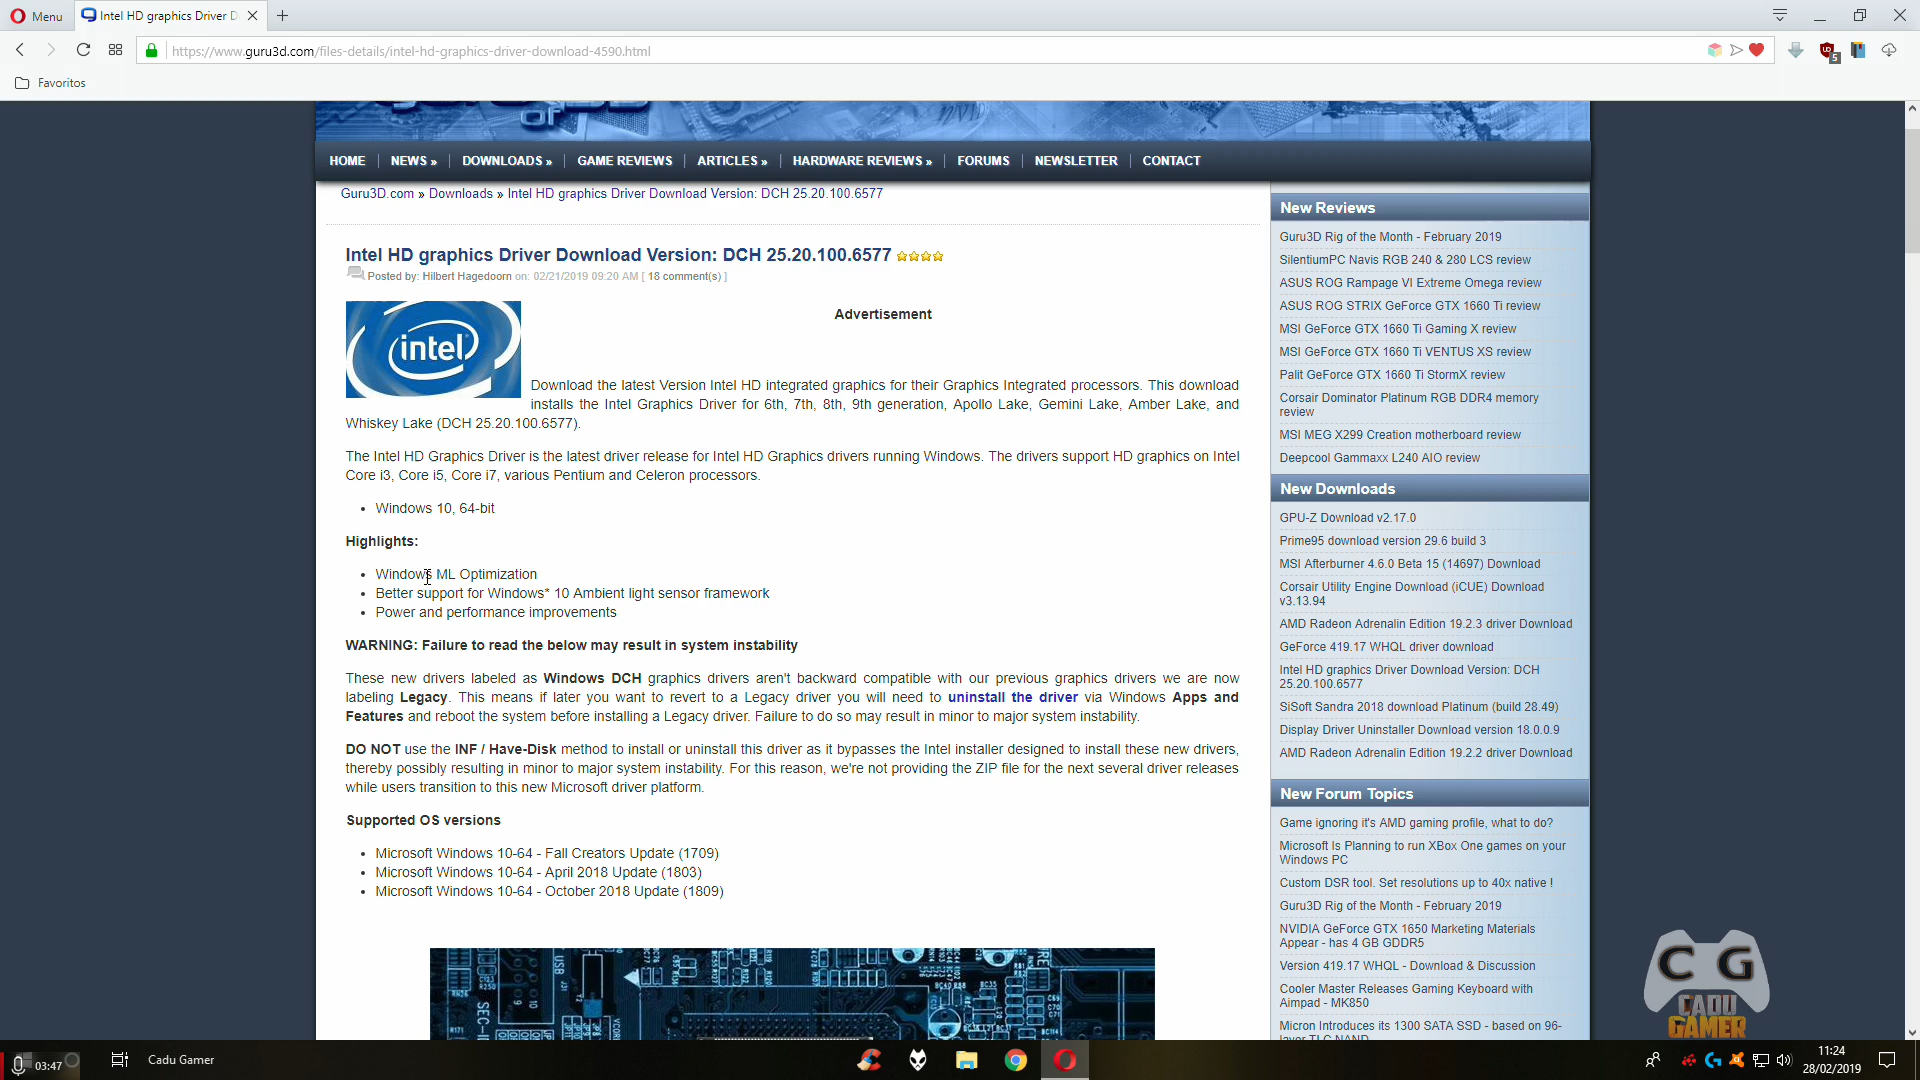 Menu
Intel HD graphics Driver D
https://www.guru3d.com/files-details/intel-hd-graphics-driver-download-4590.html
5
Favoritos
OF
HOME
NEWS »
DOWNLOADS »
GAME REVIEWS
ARTICLES »
HARDWARE REVIEWS »
FORUMS
NEWSLETTER
CONTACT
Guru3D.com » Downloads » Intel HD graphics Driver Download Version: DCH 25.20.100.6577
Intel HD graphics Driver Download Version: DCH 25.20.100.6577
Posted by: Hilbert Hagedoorn on: 02/21/2019 09:20 AM [ 18 comment(s) ]
intel
Advertisement
Download the latest Version Intel HD integrated graphics for their Graphics Integrated processors. This download
installs the Intel Graphics Driver for 6th, 7th, 8th, 9th generation, Apollo Lake, Gemini Lake, Amber Lake, and
Whiskey Lake (DCH 25.20.100.6577).
The Intel HD Graphics Driver is the latest driver release for Intel HD Graphics drivers running Windows. The drivers support HD graphics on Intel
Core i3, Core i5, Core i7, various Pentium and Celeron processors.
• Windows 10, 64-bit
Highlights:
• Windows ML Optimization
• Better support for Windows* 10 Ambient light sensor framework
• Power and performance improvements
WARNING: Failure to read the below may result in system instability
These new drivers labeled as Windows DCH graphics drivers aren't backward compatible with our previous graphics drivers we are now
labeling Legacy. This means if later you want to revert to a Legacy driver you will need to uninstall the driver via Windows Apps and
Features and reboot the system before installing a Legacy driver. Failure to do so may result in minor to major system instability.
DO NOT use the INF / Have-Disk method to install or uninstall this driver as it bypasses the Intel installer designed to install these new drivers,
thereby possibly resulting in minor to major system instability. For this reason, we're not providing the ZIP file for the next several driver releases
while users transition to this new Microsoft driver platform.
Supported OS versions
• Microsoft Windows 10-64 - Fall Creators Update (1709)
• Microsoft Windows 10-64 - April 2018 Update (1803)
• Microsoft Windows 10-64 - October 2018 Update (1809)
USB
SEC-II
New Reviews
Guru3D Rig of the Month - February 2019
SilentiumPC Navis RGB 240 & 280 LCS review
ASUS ROG Rampage VI Extreme Omega review
ASUS ROG STRIX GeForce GTX 1660 Ti review
MSI GeForce GTX 1660 Ti Gaming X review
MSI GeForce GTX 1660 Ti VENTUS XS review
Palit GeForce GTX 1660 Ti StormX review
Corsair Dominator Platinum RGB DDR4 memory
review
MSI MEG X299 Creation motherboard review
Deepcool Gammaxx L240 AIO review
New Downloads
GPU-Z Download v2.17.0
Prime95 download version 29.6 build 3
MSI Afterburner 4.6.0 Beta 15 (14697) Download
Corsair Utility Engine Download (iCUE) Download
v3.13.94
AMD Radeon Adrenalin Edition 19.2.3 driver Download
GeForce 419.17 WHQL driver download
Intel HD graphics Driver Download Version: DCH
25.20.100.6577
SiSoft Sandra 2018 download Platinum (build 28.49)
Display Driver Uninstaller Download version 18.0.0.9
AMD Radeon Adrenalin Edition 19.2.2 driver Download
New Forum Topics
Game ignoring it's AMD gaming profile, what to do?
Microsoft Is Planning to run XBox One games on your
Windows PC
Custom DSR tool. Set resolutions up to 40x native !
Guru3D Rig of the Month - February 2019
NVIDIA GeForce GTX 1650 Marketing Materials
Appear - has 4 GB GDDR5
Version 419.17 WHQL - Download & Discussion
Cooler Master Releases Gaming Keyboard with
Aimpad - MK850
Micron Introduces its 1300 SATA SSD - based on 96-
layer TLC NAND
C G
CADU
GAMER
03:47
Cadu Gamer
11:24
28/02/2019